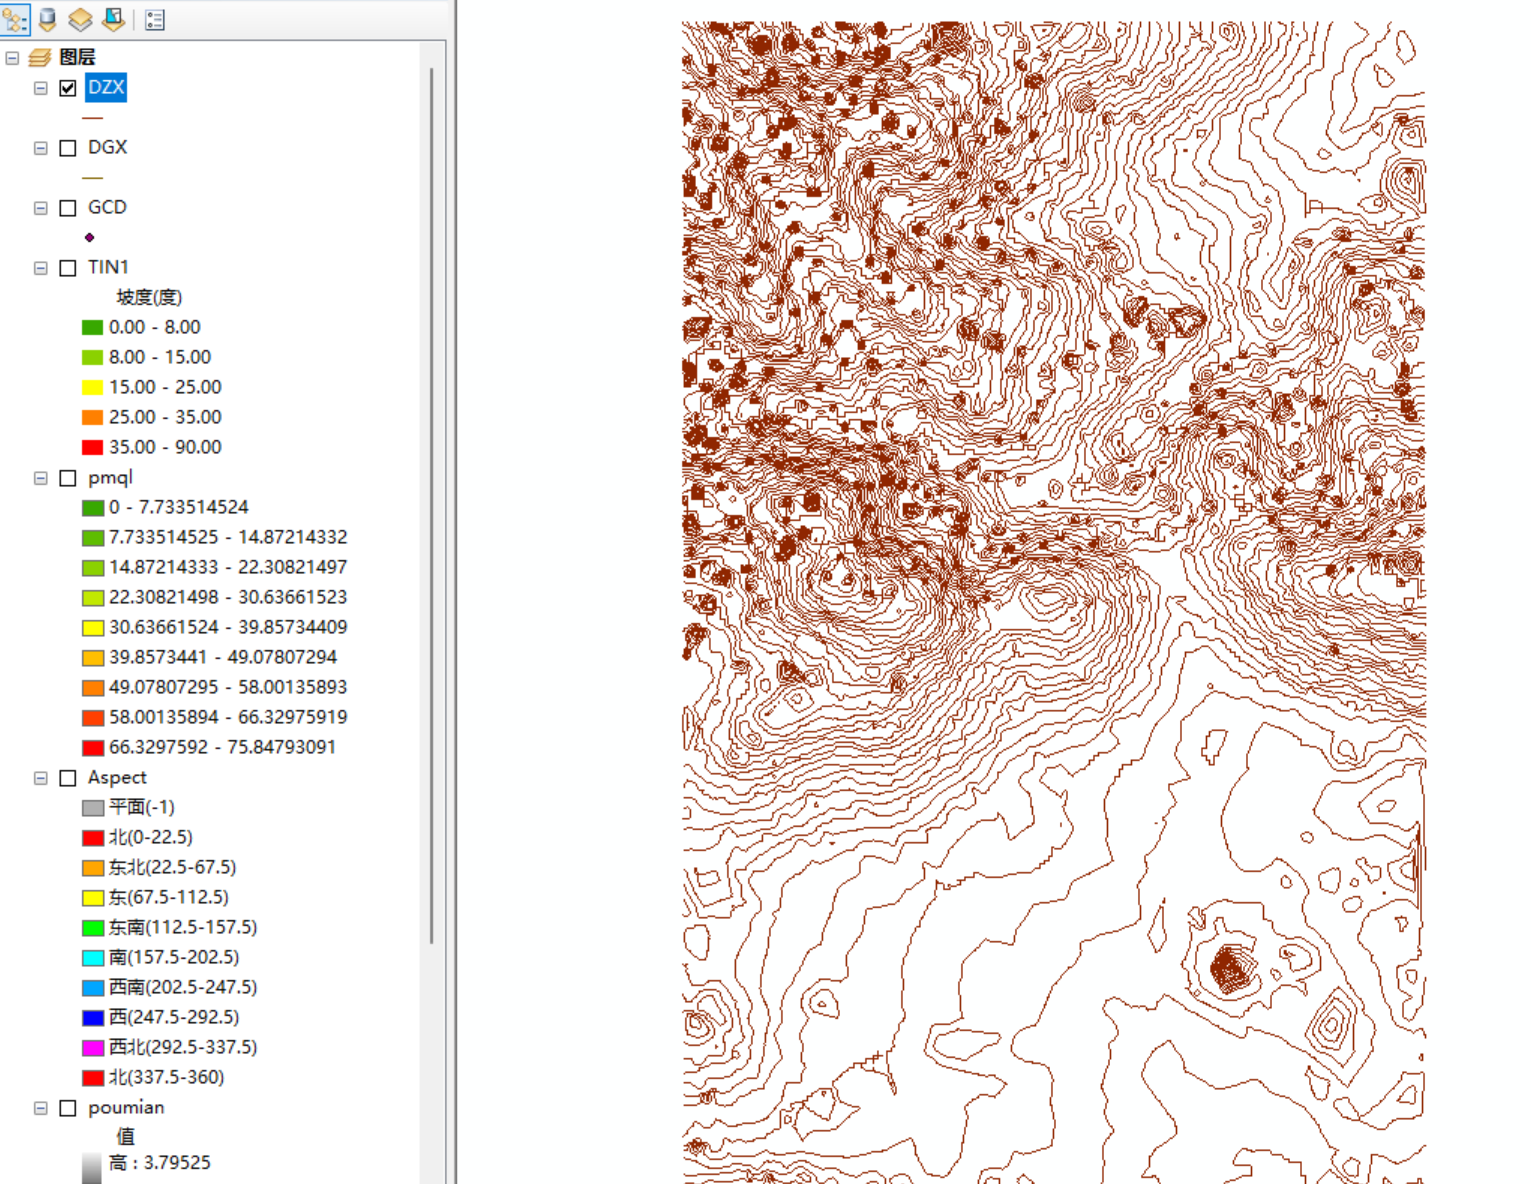 图层
DZX
DGX
GCD
TIN1
坡度(度)
0.00 - 8.00
8.00 - 15.00
15.00 - 25.00
25.00 - 35.00
35.00 - 90.00
pmql
0 - 7.733514524
7.733514525 - 14.87214332
14.87214333 - 22.30821497
22.30821498 - 30.63661523
30.63661524 - 39.85734409
39.8573441 - 49.07807294
49.07807295 - 58.00135893
58.00135894 - 66.32975919
66.3297592 - 75.84793091
Aspect
平面(-1)
北(0-22.5)
东北(22.5-67.5)
东(67.5-112.5)
东南(112.5-157.5)
南(157.5-202.5)
西南(202.5-247.5)
西(247.5-292.5)
西北(292.5-337.5)
北(337.5-360)
poumian
值
高 : 3.79525